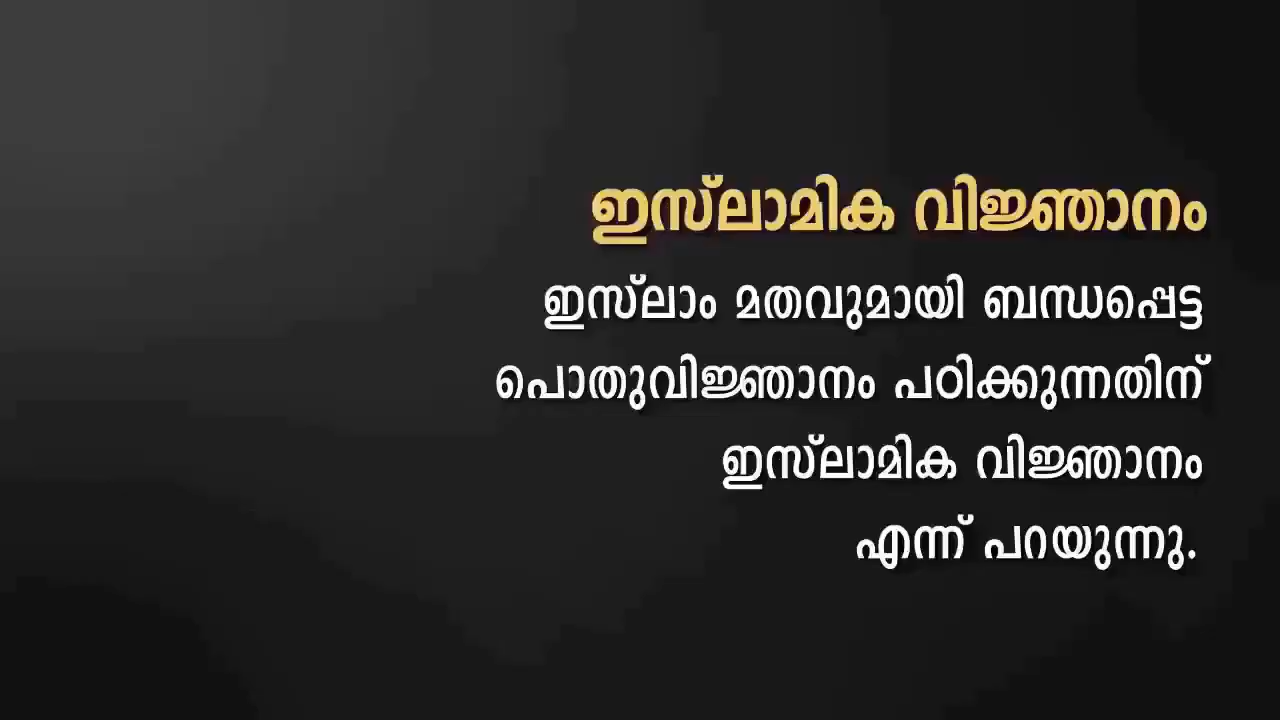 ഇസ്‌ലാമിക വിജ്ഞാനം
ഇസ്‌ലാം മതവുമായി ബന്ധപ്പെട്ട
പൊതുവിജ്ഞാനം പഠിക്കുന്നതിന്
ഇസ്‌ലാമിക വിജ്ഞാനം
എന്ന് പറയുന്നു.